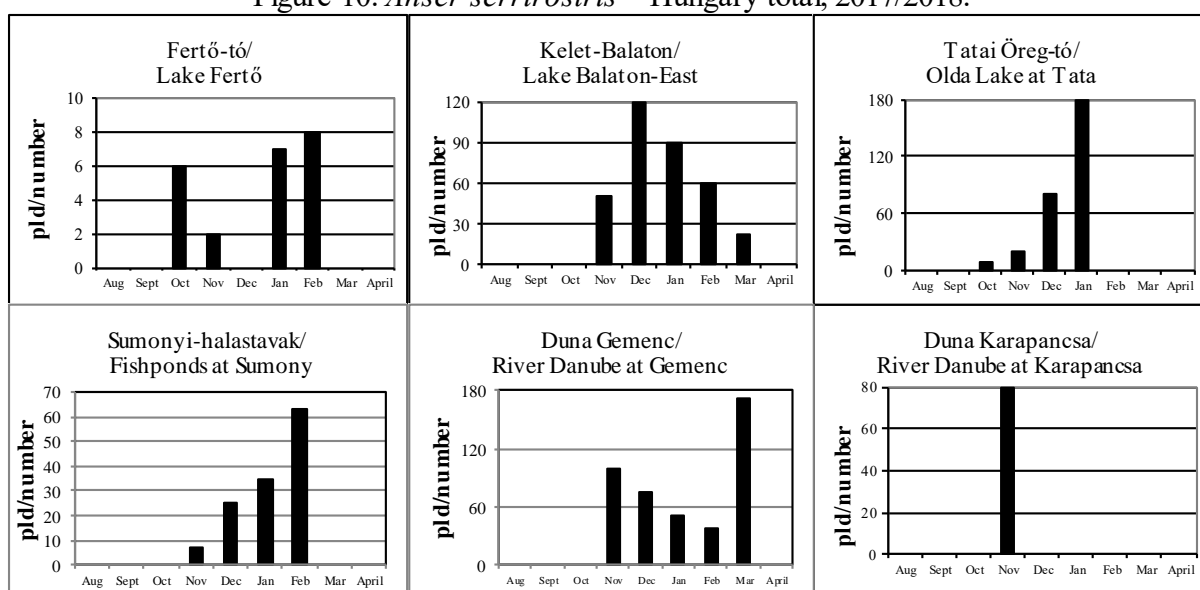 Figure 10. Anser serrirostris – Hungary total, 2017/2018.
Fertő-tó/
Lake Fertő
pld/number
10
8
6
4
2
0
Aug Sept Oct Nov Dec Jan Feb Mar April
Kelet-Balaton/
Lake Balaton-East
pld/number
120
90
60
30
0
Aug Sept Oct Nov Dec Jan Feb Mar April
Tatai Öreg-tó/
Olda Lake at Tata
pld/number
180
120
60
0
Aug Sept Oct Nov Dec Jan Feb Mar April
Sumonyi-halastavak/
Fishponds at Sumony
pld/number
70
60
50
40
30
20
10
0
Aug Sept Oct Nov Dec Jan Feb Mar April
Duna Gemenc/
River Danube at Gemenc
pld/number
180
120
60
0
Aug Sept Oct Nov Dec Jan Feb Mar April
Duna Karapancsa/
River Danube at Karapancsa
pld/number
80
60
40
20
0
Aug Sept Oct Nov Dec Jan Feb Mar April